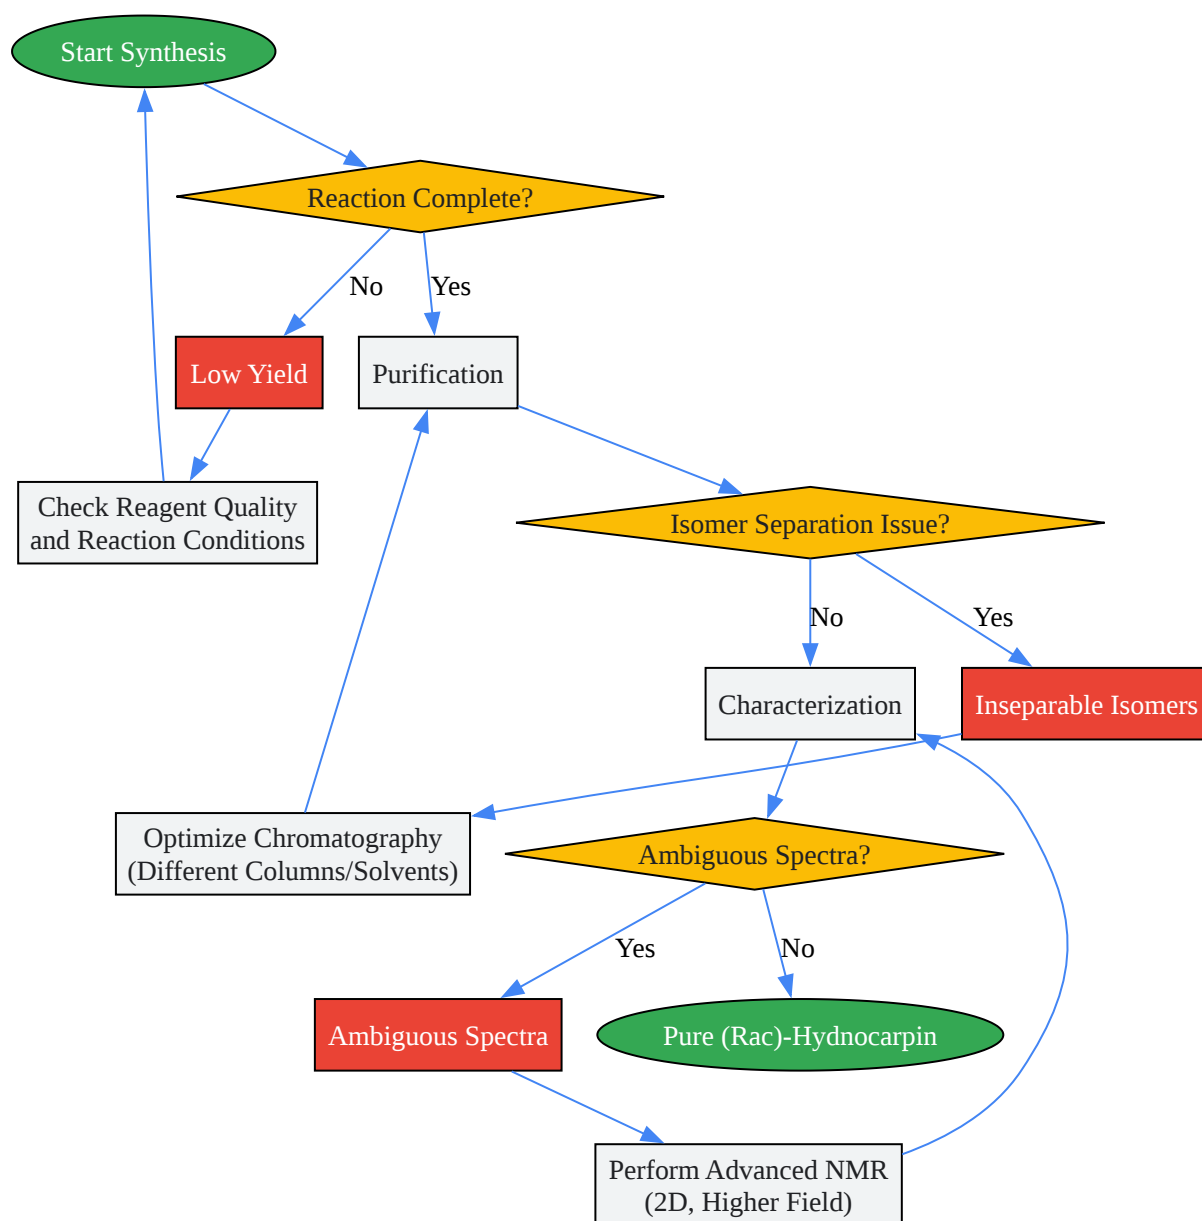 Start Synthesis
Reaction Complete?
No
Yes
Low Yield
Purification
Check Reagent Quality
and Reaction Conditions
Isomer Separation Issue?
No
Yes
Characterization
Inseparable Isomers
Optimize Chromatography
(Different Columns/Solvents)
Ambiguous Spectra?
Yes
No
Ambiguous Spectra
Pure (Rac)-Hydnocarpin
Perform Advanced NMR
(2D, Higher Field)